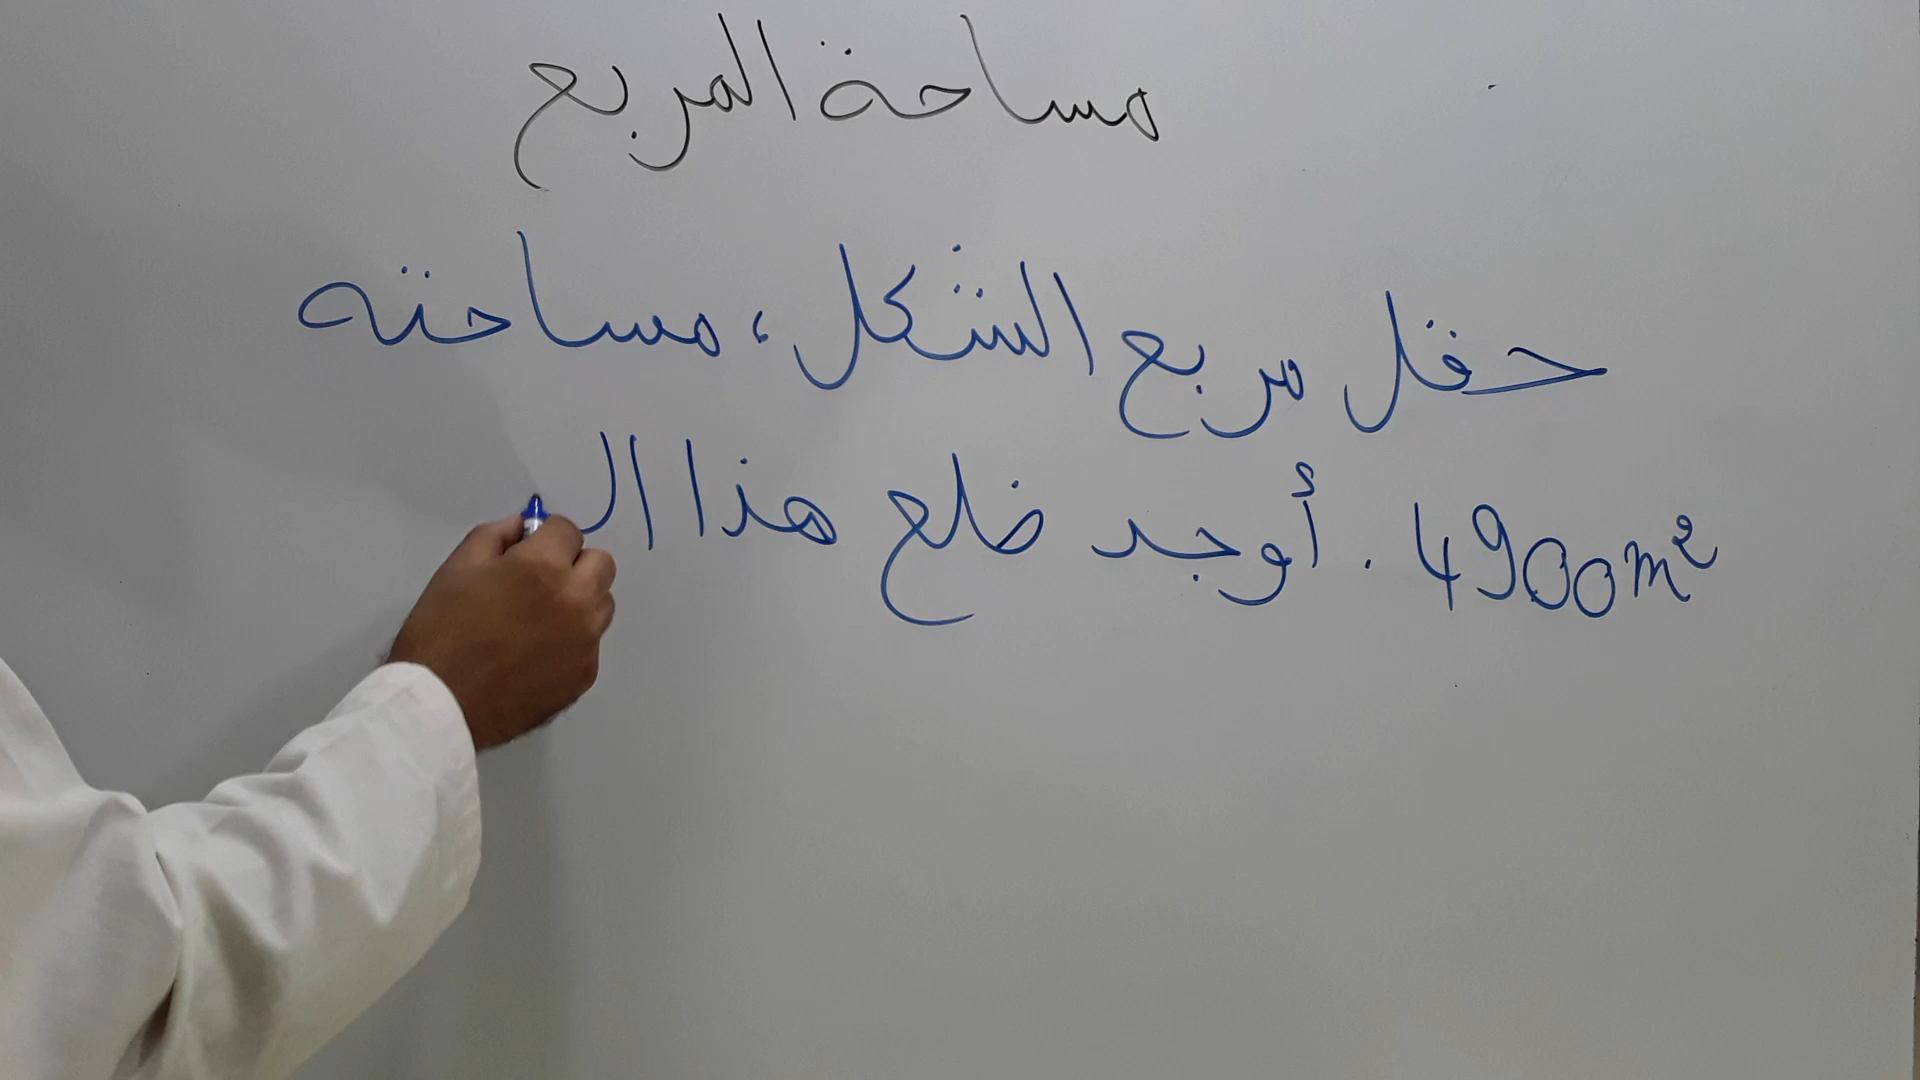 مساحة المربع
حقل مربع الشكل، مساحته
4900m². أوجد ضلع هذا ال